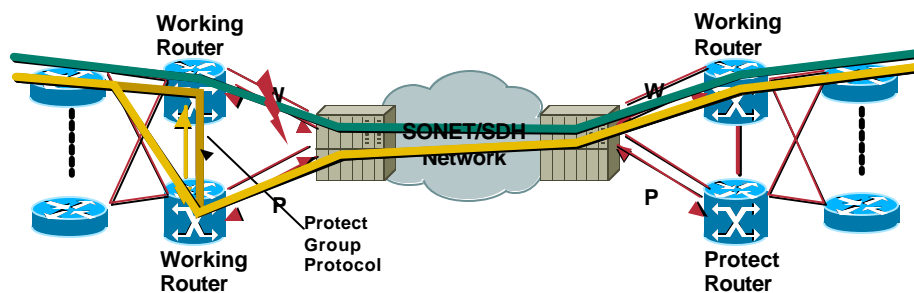 Working
Router
Working
Router
W
W
SONET/SDH
Network
P
P
Protect
Group
Protocol
Working
Router
Protect
Router